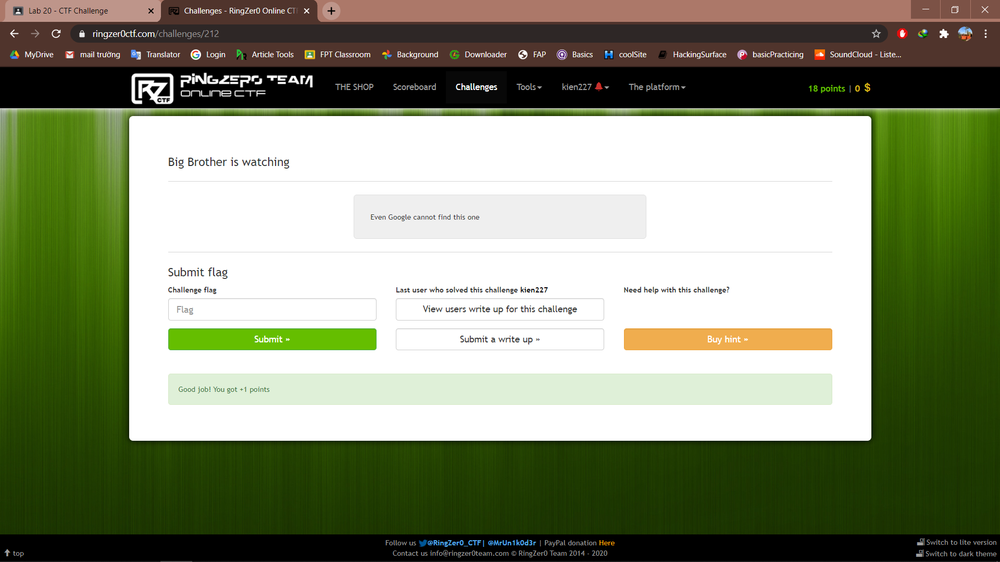 Lab 20 - CTF Challenge
Challenges - RingZer0 Online CT
ringzer0ctf.com/challenges/212
MyDrive mail trường Translator Login Article Tools FPT Classroom Background Downloader FAP Basics coolSite HackingSurface basicPracticing SoundCloud - Liste...
RZ CTF
RINGZER0 TEAM
ONLINE CTF
THE SHOP Scoreboard Challenges Tools kien227 The platform
18 points | 0 $
Big Brother is watching
Even Google cannot find this one
Submit flag
Challenge flag
Last user who solved this challenge kien227
Need help with this challenge?
Flag
View users write up for this challenge
Submit »
Submit a write up »
Buy hint »
Good job! You got +1 points
Follow us @RingZer0_CTF | @MrUn1k0d3r | PayPal donation Here
Contact us info@ringzer0team.com © RingZer0 Team 2014 - 2020
top
Switch to lite version
Switch to dark theme